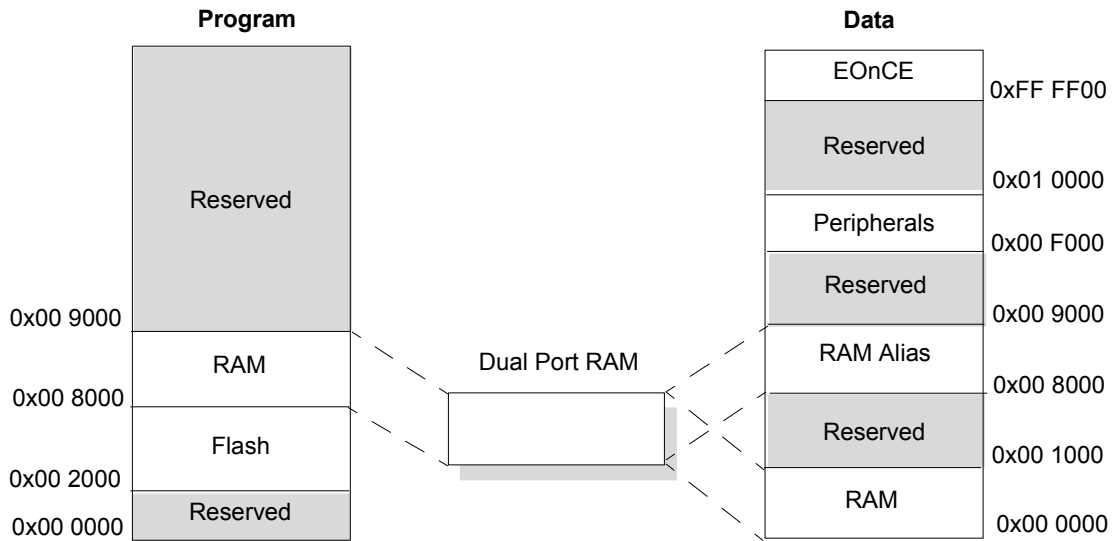 Program
Reserved
0x00 9000
RAM
0x00 8000
Flash
0x00 2000
Reserved
0x00 0000
Dual Port RAM
Data
EOnCE
0xFF FF00
Reserved
0x01 0000
Peripherals
0x00 F000
Reserved
0x00 9000
RAM Alias
0x00 8000
Reserved
0x00 1000
RAM
0x00 0000